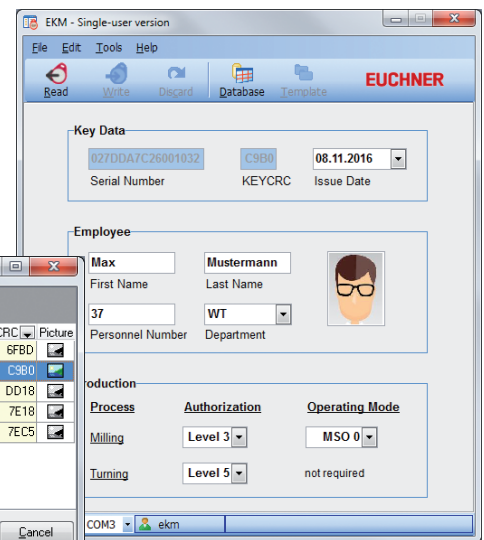 EKM - Single-user version
File Edit Tools Help
Read Write Discard Database Template EUCHNER
Key Data
027DDA7C26001032 C9B0 08.11.2016
Serial Number KEYCRC Issue Date
Employee
Max Mustermann
First Name Last Name
37 WT
Personnel Number Department
CRC Picture
6FBD
C9B0
DD18
7E18
7EC5
Cancel
roduction
Process Authorization Operating Mode
Milling Level 3 MSO 0
Turning Level 5 not required
COM3 ekm